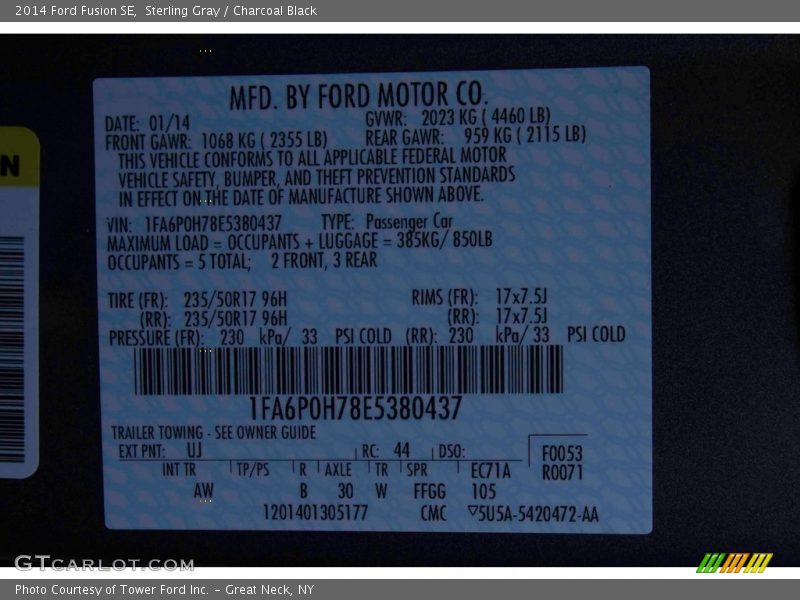 2014 Ford Fusion SE,  Sterling Gray / Charcoal Black
MFD. BY FORD MOTOR CO.
DATE: 01/14 GVWR: 2023 KG ( 4460 LB)
FRONT GAWR: 1068 KG ( 2355 LB) REAR GAWR: 959 KG ( 2115 LB)
THIS VEHICLE CONFORMS TO ALL APPLICABLE FEDERAL MOTOR
VEHICLE SAFETY, BUMPER, AND THEFT PREVENTION STANDARDS
IN EFFECT ON THE DATE OF MANUFACTURE SHOWN ABOVE.
VIN: 1FA6P0H78E5380437 TYPE: Passenger Car
MAXIMUM LOAD = OCCUPANTS + LUGGAGE = 385KG/ 850LB
OCCUPANTS = 5 TOTAL; 2 FRONT, 3 REAR
TIRE (FR): 235/50R17 96H RIMS (FR): 17x7.5J
(RR): 235/50R17 96H (RR): 17x7.5J
PRESSURE (FR): 230 kPa/ 33 PSI COLD (RR): 230 kPa/ 33 PSI COLD
1FA6P0H78E5380437
TRAILER TOWING - SEE OWNER GUIDE
EXT PNT: UJ RC: 44 DSO: F0053
INT TR TP/PS R AXLE TR SPR EC71A R0071
AW B 30 W FFGG 105
1201401305177 CMC ▽5U5A-5420472-AA
N
GTCARLOT.COM
Photo Courtesy of Tower Ford Inc. – Great Neck, NY